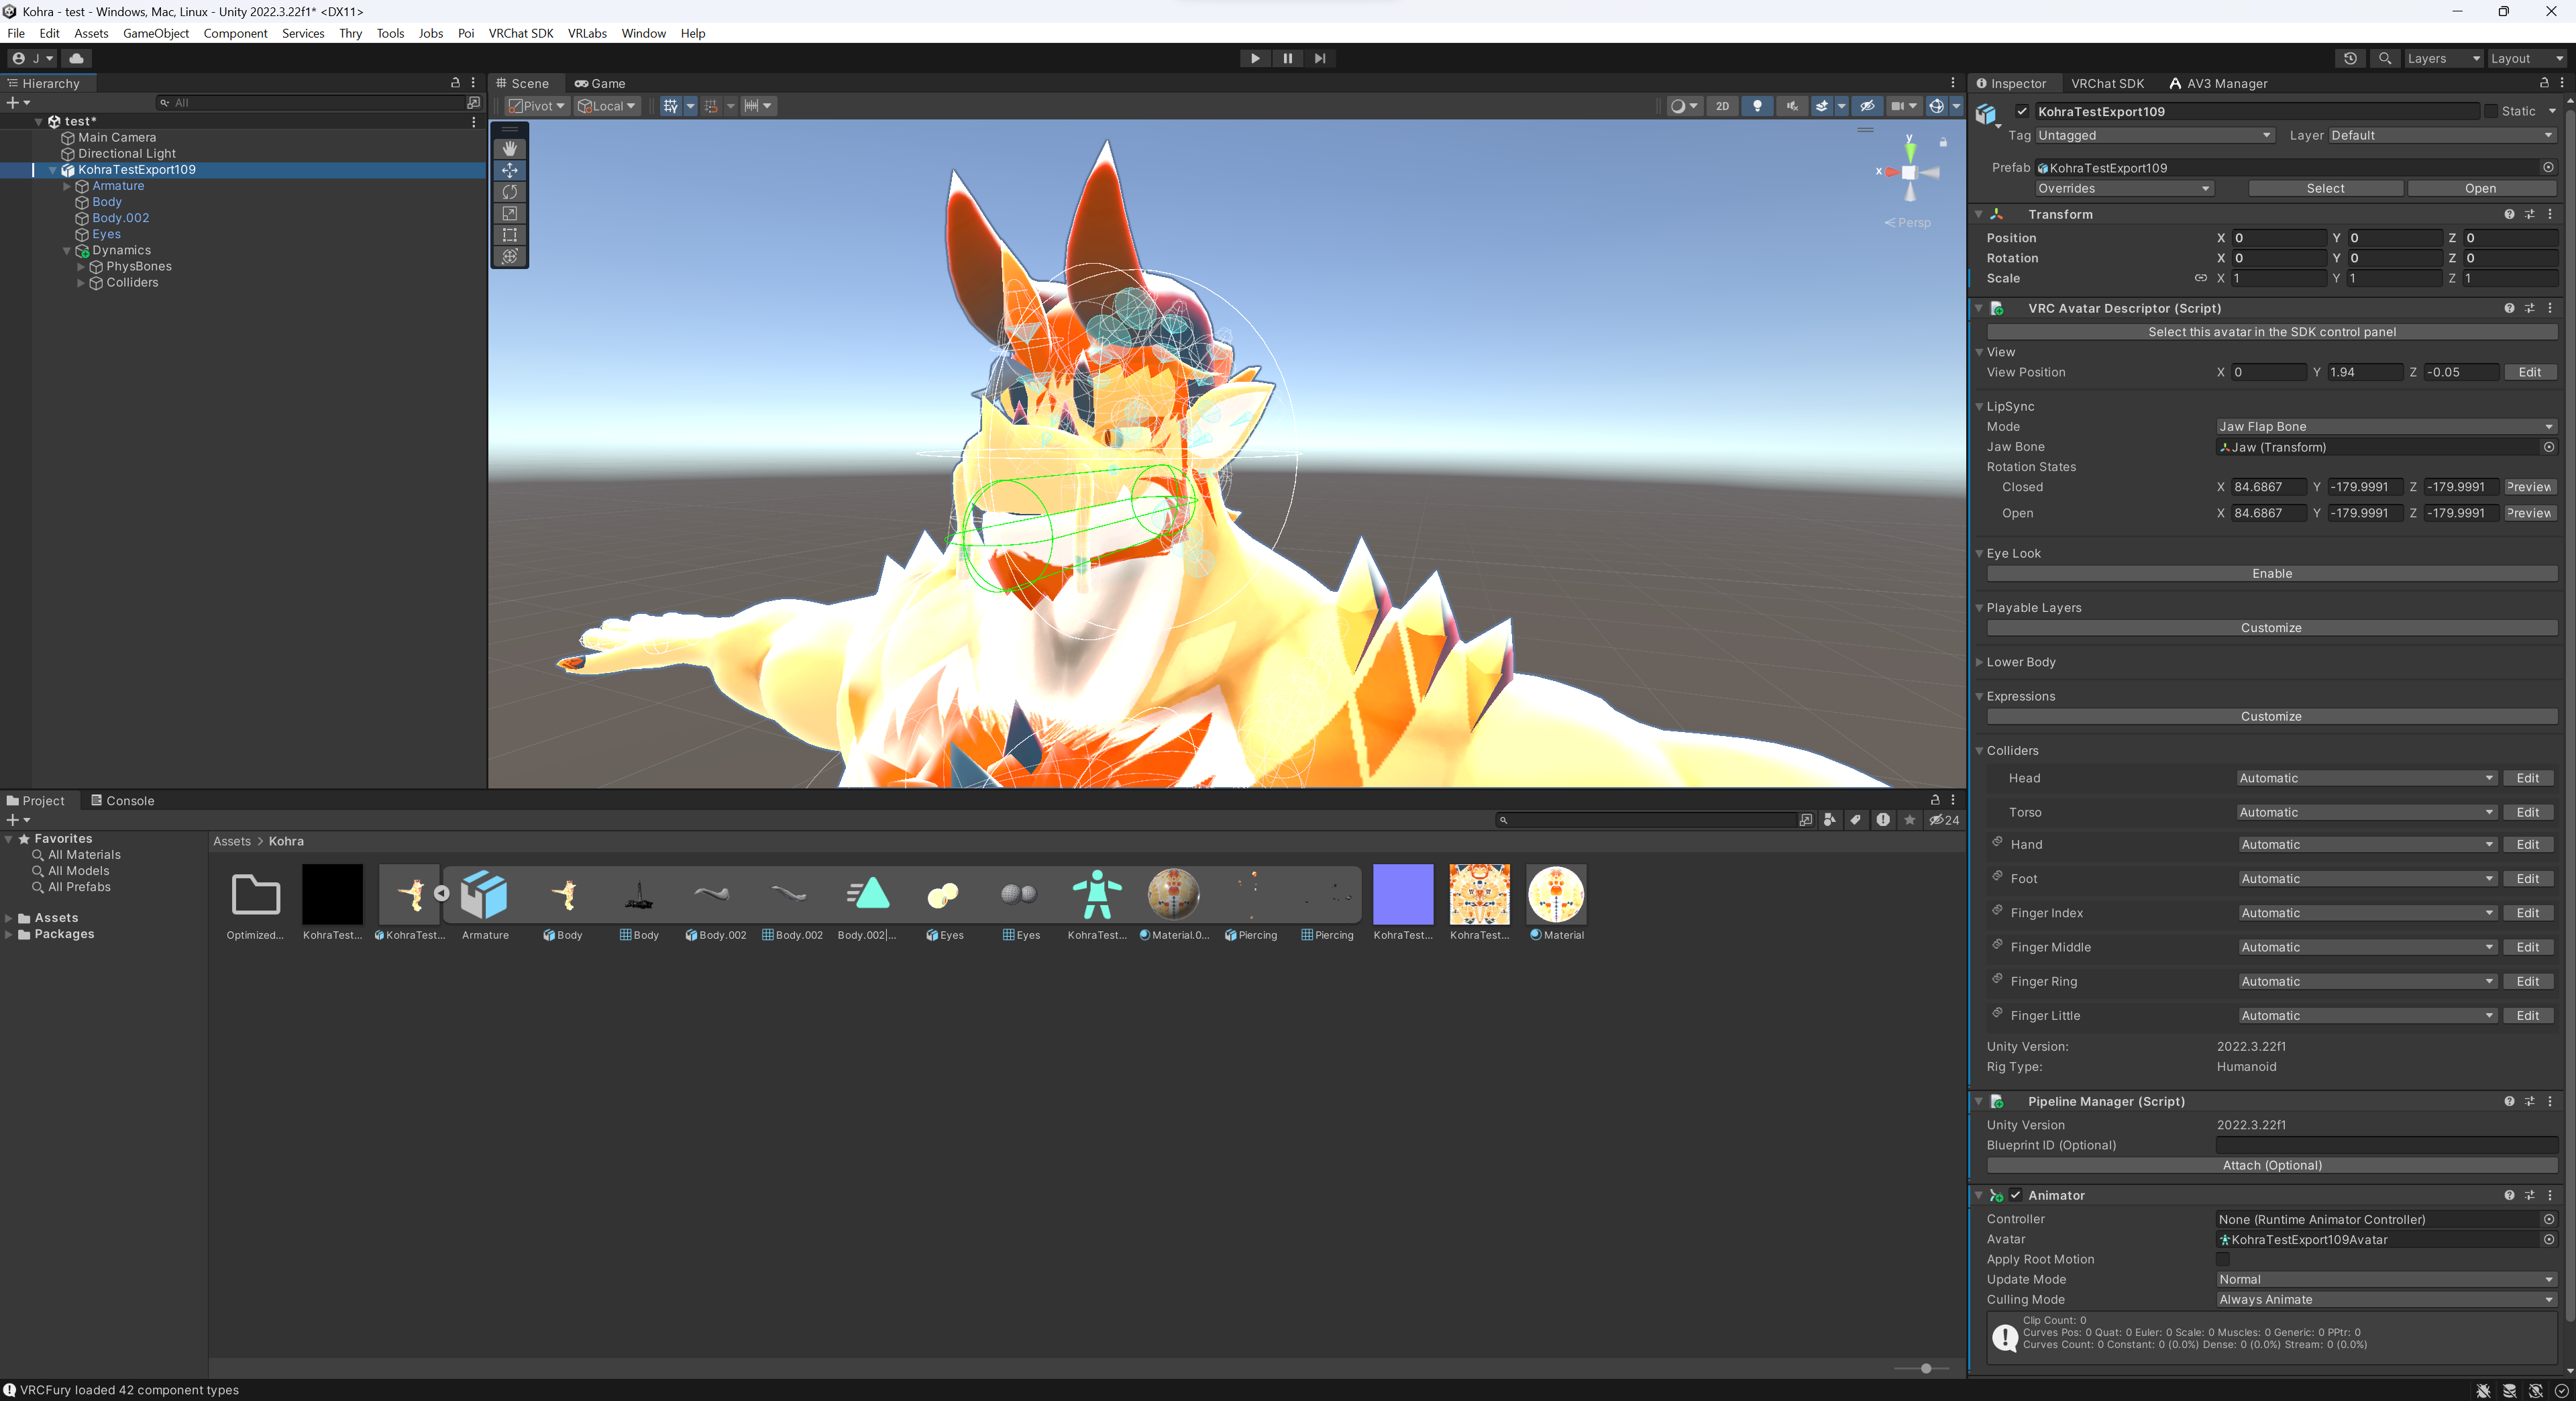 Kohra - test - Windows, Mac, Linux - Unity 2022.3.22f1* <DX11>
File Edit Assets GameObject Component Services Thry Tools Jobs Poi VRChat SDK VRLabs Window Help
J Layers Layout
Hierarchy
All
test*
Main Camera
Directional Light
KohraTestExport109
Armature
Body
Body.002
Eyes
Dynamics
PhysBones
Colliders
Scene Game
Pivot Local 2D
y
x
Persp
Inspector VRChat SDK AV3 Manager
KohraTestExport109 Static
Tag Untagged Layer Default
Prefab KohraTestExport109
Overrides Select Open
Transform
Position X 0 Y 0 Z 0
Rotation X 0 Y 0 Z 0
Scale X 1 Y 1 Z 1
VRC Avatar Descriptor (Script)
Select this avatar in the SDK control panel
View
View Position X 0 Y 1.94 Z -0.05 Edit
LipSync
Mode Jaw Flap Bone
Jaw Bone Jaw (Transform)
Rotation States
Closed X 84.6867 Y -179.9991 Z -179.9991 Preview
Open X 84.6867 Y -179.9991 Z -179.9991 Preview
Eye Look
Enable
Playable Layers
Customize
Lower Body
Expressions
Customize
Colliders
Head Automatic Edit
Torso Automatic Edit
Hand Automatic Edit
Foot Automatic Edit
Finger Index Automatic Edit
Finger Middle Automatic Edit
Finger Ring Automatic Edit
Finger Little Automatic Edit
Unity Version: 2022.3.22f1
Rig Type: Humanoid
Pipeline Manager (Script)
Unity Version 2022.3.22f1
Blueprint ID (Optional)
Attach (Optional)
Animator
Controller None (Runtime Animator Controller)
Avatar KohraTestExport109Avatar
Apply Root Motion
Update Mode Normal
Culling Mode Always Animate
Clip Count: 0
Curves Pos: 0 Quat: 0 Euler: 0 Scale: 0 Muscles: 0 Generic: 0 PPtr: 0
Curves Count: 0 Constant: 0 (0.0%) Dense: 0 (0.0%) Stream: 0 (0.0%)
Project Console
24
Favorites
All Materials
All Models
All Prefabs
Assets
Packages
Assets > Kohra
Optimized... KohraTest... KohraTest... Armature Body Body Body.002 Body.002 Body.002|... Eyes Eyes KohraTest... Material.0... Piercing Piercing KohraTest... KohraTest... Material
VRCFury loaded 42 component types